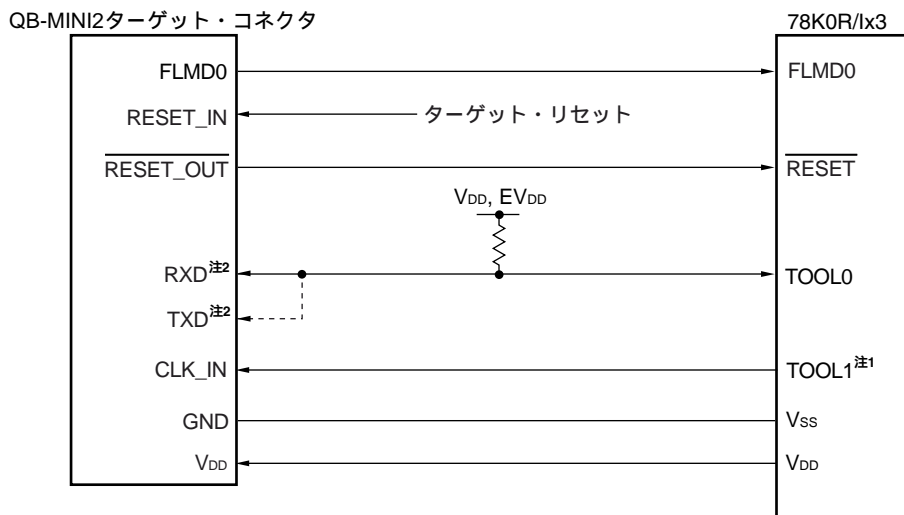 QB-MINI2ターゲット・コネクタ 78K0R/Ix3
FLMD0 FLMD0
RESET_IN ターゲット・リセット
RESET_OUT RESET
VDD, EVDD
RXD注2 TOOL0
TXD注2
CLK_IN TOOL1注1
GND VSS
VDD VDD